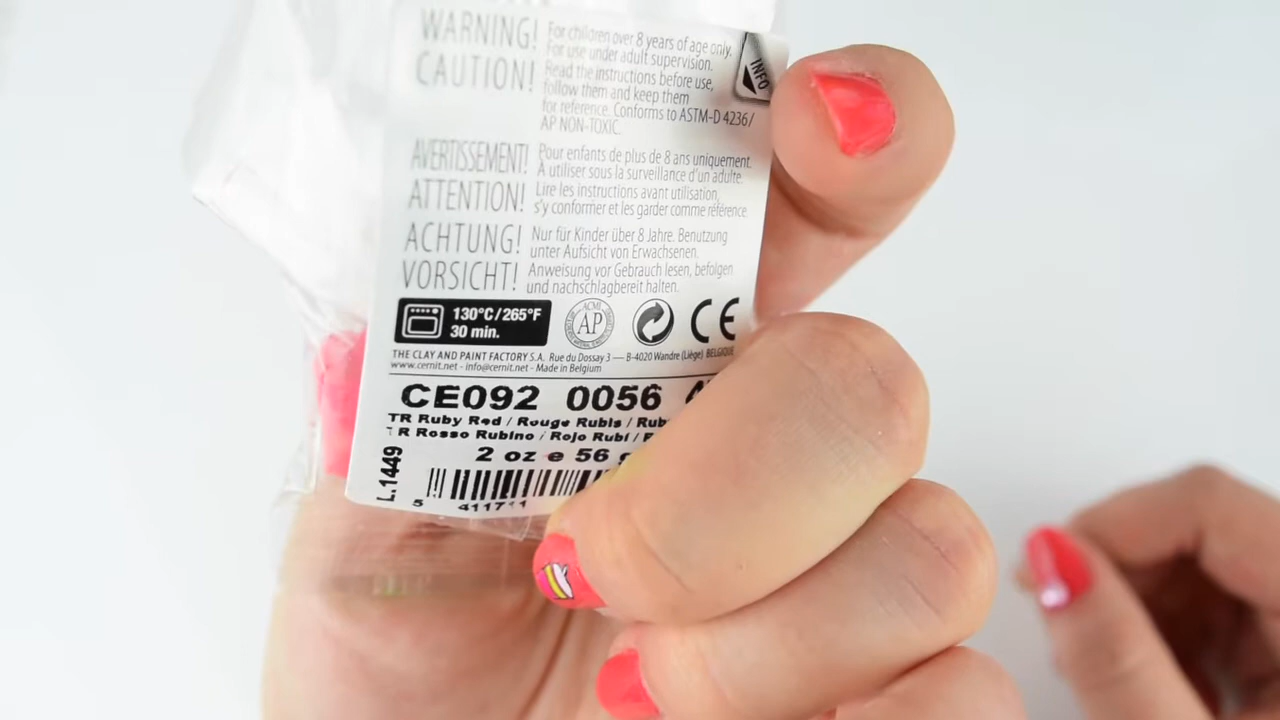 WARNING!
CAUTION!
For children over 8 years of age only.
For use under adult supervision.
Read the instructions before use,
follow them and keep them
for reference. Conforms to ASTM-D 4236/
AP NON-TOXIC.
INFO
AVERTISSEMENT!
ATTENTION!
Pour enfants de plus de 8 ans uniquement.
À utiliser sous la surveillance d'un adulte.
Lire les instructions avant utilisation,
s'y conformer et les garder comme référence.
ACHTUNG!
VORSICHT!
Nur für Kinder über 8 Jahre. Benutzung
unter Aufsicht von Erwachsenen.
Anweisung vor Gebrauch lesen, befolgen
und nachschlagbereit halten.
130°C/265°F
30 min.
ACMI
AP
CE
THE CLAY AND PAINT FACTORY S.A. Rue du Dossay 3 — B-4020 Wandre (Liège) BELGIQUE
www.cernit.net - info@cernit.net - Made in Belgium
CE092 0056
TR Ruby Red / Rouge Rubis / Rub
TR Rosso Rubino / Rojo Rubí /
2 oz e 56 g
L.1449
5 411711